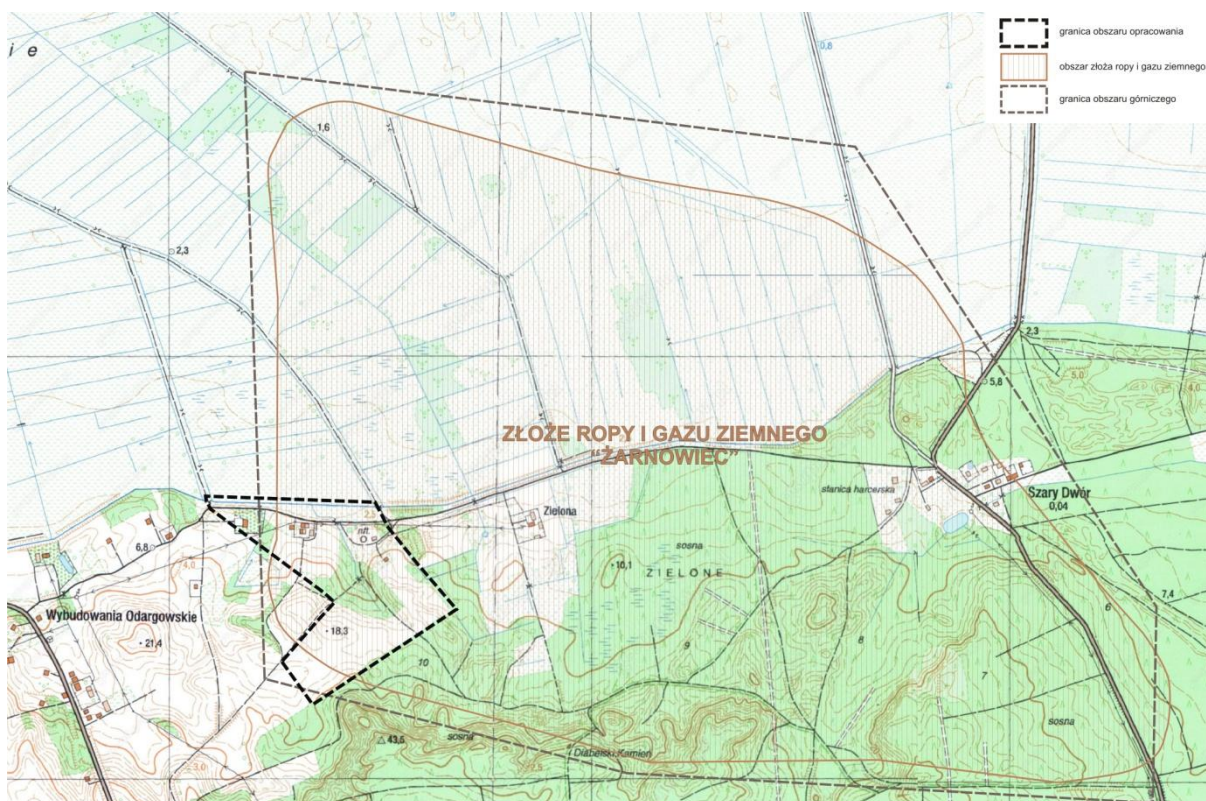 i e
granica obszaru opracowania
obszar złoża ropy i gazu ziemnego
granica obszaru górniczego
0,8
1,6
2,3
2,3
5,8
5,0
4,0
ZŁOŻE ROPY I GAZU ZIEMNEGO
"ŻARNOWIEC"
stanica harcerska
Szary Dwór
0,04
Zielona
nft.
2,5
6,8
sosna
10,1
ZIELONE
7,4
6
Wybudowania Odargowskie
21,4
18,3
10
9
8
7
sosna
43,5
sosna
Diabelski Kamień